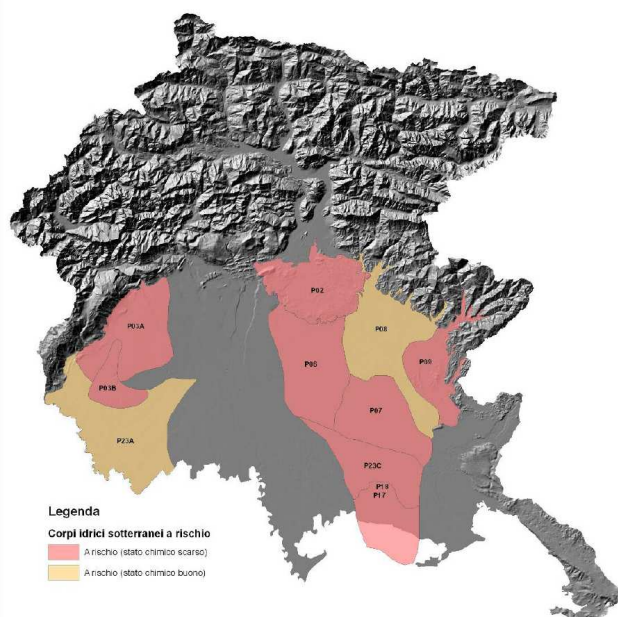 P02
P03A
P08
P06
P09
P03B
P07
P23A
P23C
P18
P17
Legenda
Corpi idrici sotterranei a rischio
A rischio (stato chimico scarso)
A rischio (stato chimico buono)